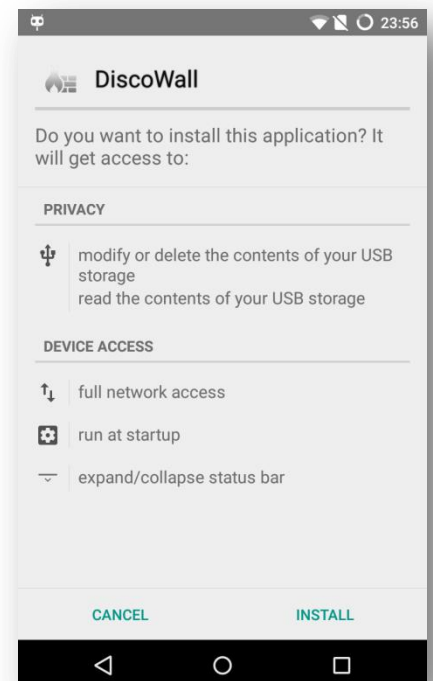 23:56
DiscoWall
Do you want to install this application? It
will get access to:
PRIVACY
modify or delete the contents of your USB
storage
read the contents of your USB storage
DEVICE ACCESS
full network access
run at startup
expand/collapse status bar
CANCEL INSTALL